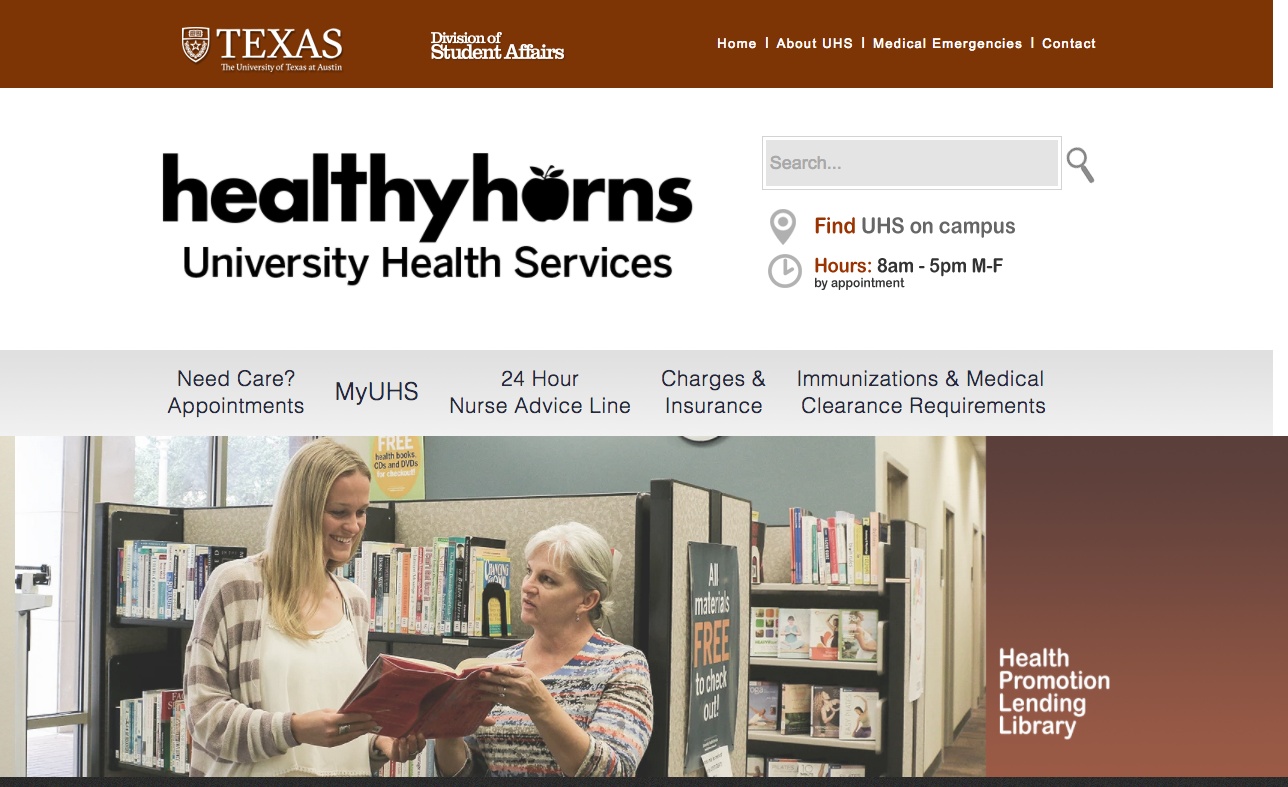 TEXAS
The University of Texas at Austin
Division of
Student Affairs
Home | About UHS | Medical Emergencies | Contact
healthyhorns
University Health Services
Search...
Find UHS on campus
Hours: 8am - 5pm M-F
by appointment
Need Care?
Appointments
MyUHS
24 Hour
Nurse Advice Line
Charges &
Insurance
Immunizations & Medical
Clearance Requirements
FREE
health books,
CDs and DVDs
for checkout!
All
materials
FREE
to check
out!
Health
Promotion
Lending
Library